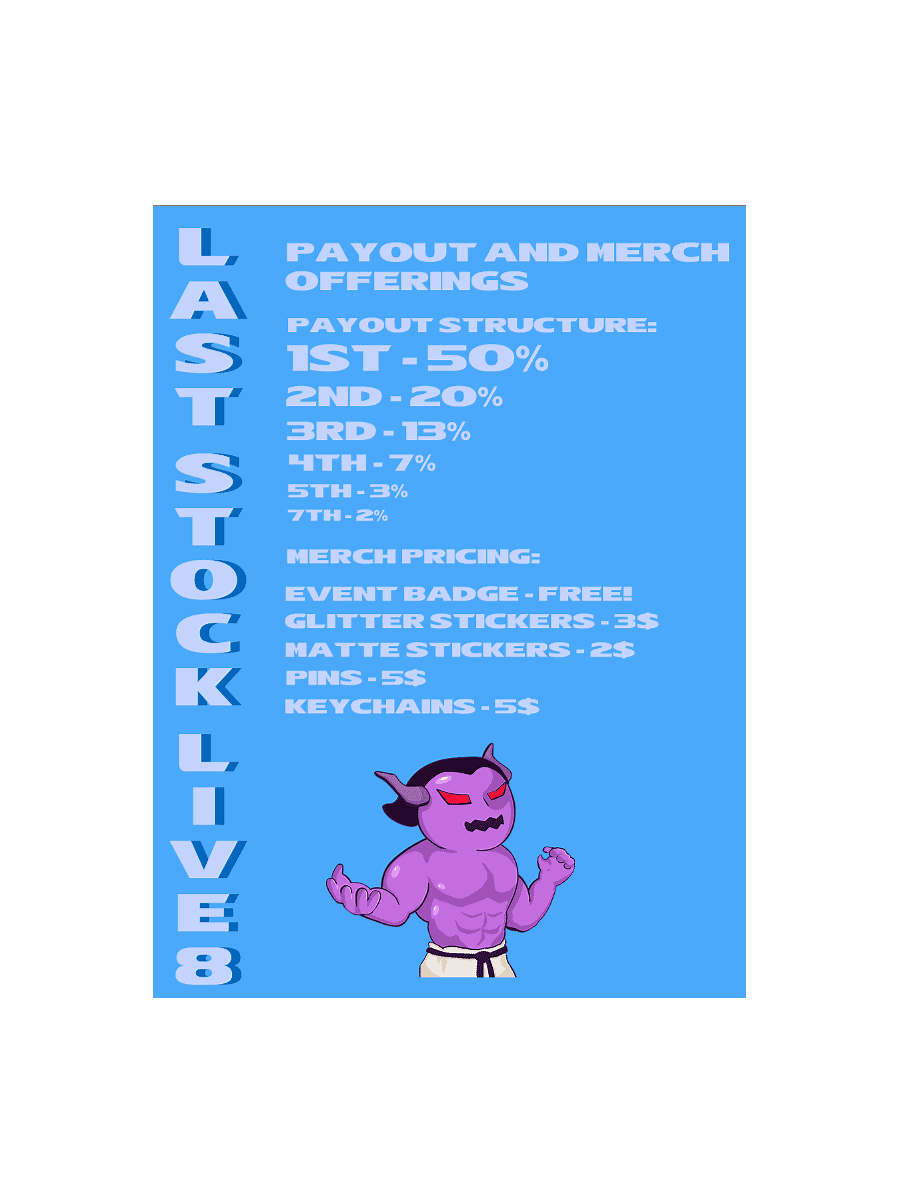 LAST STOCK LIVE 8
PAYOUT AND MERCH
OFFERINGS
PAYOUT STRUCTURE:
1ST - 50%
2ND - 20%
3RD - 13%
4TH - 7%
5TH - 3%
7TH - 2%
MERCH PRICING:
EVENT BADGE - FREE!
GLITTER STICKERS - 3$
MATTE STICKERS - 2$
PINS - 5$
KEYCHAINS - 5$